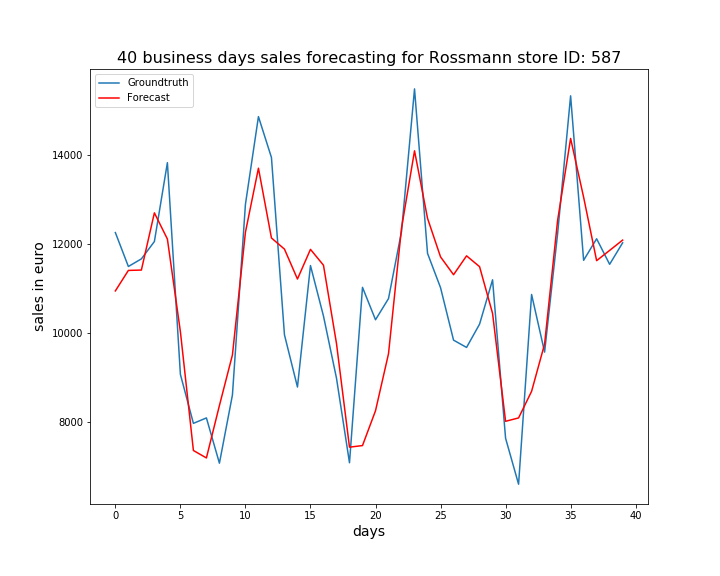 40 business days sales forecasting for Rossmann store ID: 587
Groundtruth
Forecast
14000
12000
10000
8000
sales in euro
0 5 10 15 20 25 30 35 40
days